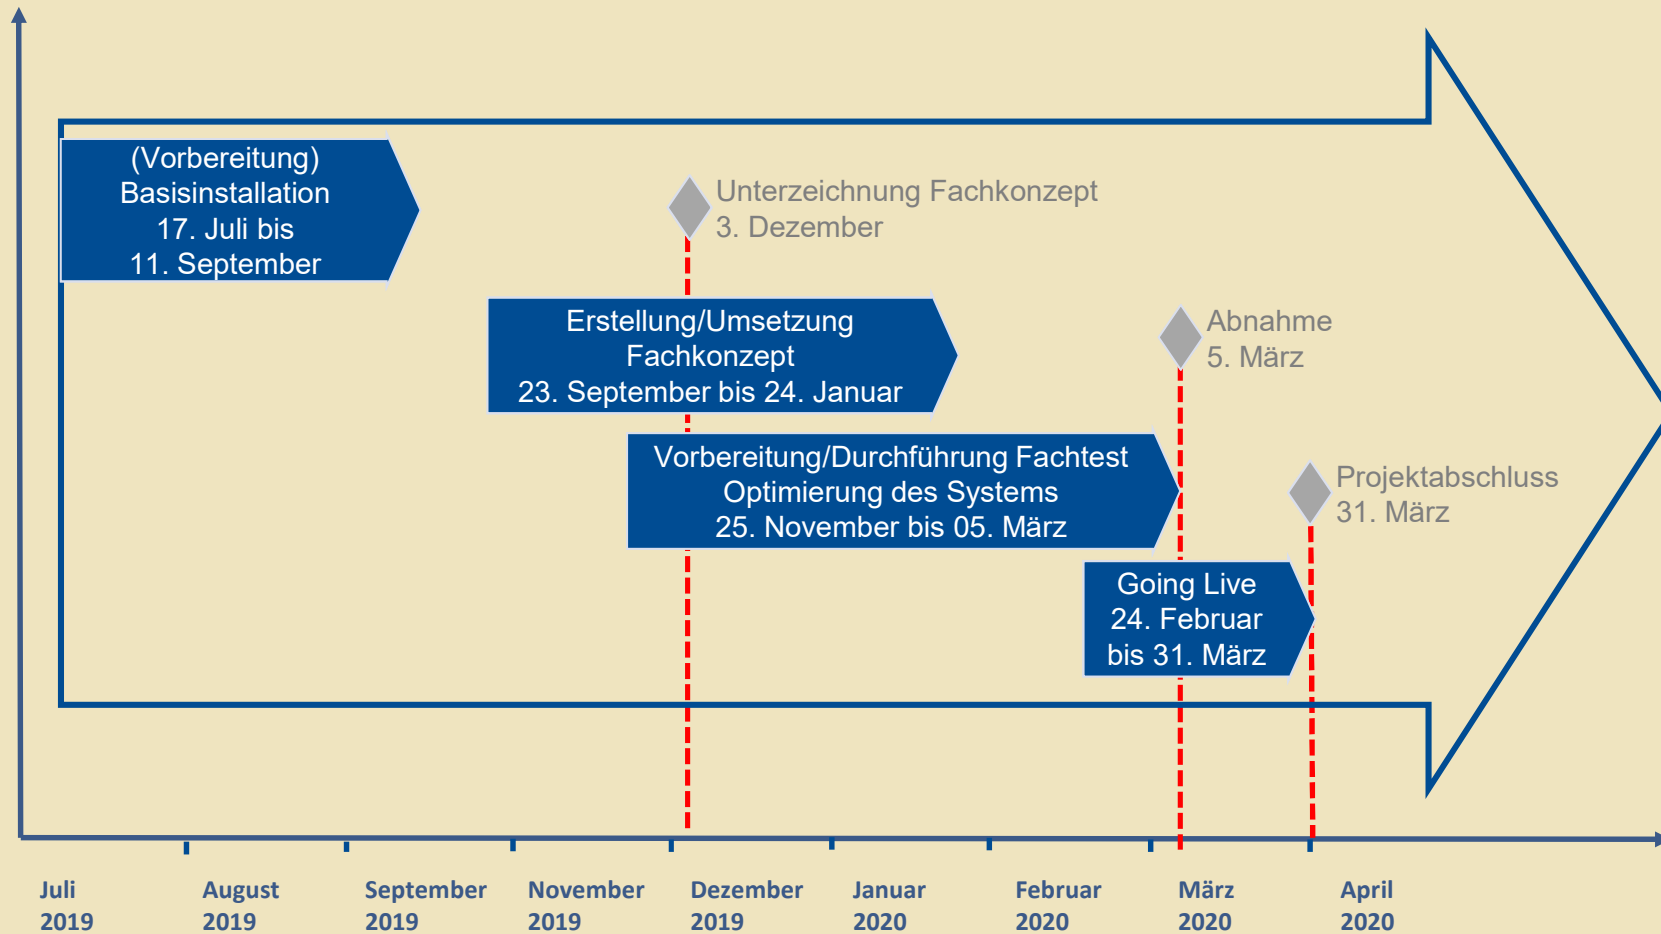 (Vorbereitung)
Basisinstallation
17. Juli bis
11. September
Unterzeichnung Fachkonzept
3. Dezember
Erstellung/Umsetzung
Fachkonzept
23. September bis 24. Januar
Abnahme
5. März
Vorbereitung/Durchführung Fachtest
Optimierung des Systems
25. November bis 05. März
Projektabschluss
31. März
Going Live
24. Februar
bis 31. März
Juli
2019
August
2019
September
2019
November
2019
Dezember
2019
Januar
2020
Februar
2020
März
2020
April
2020